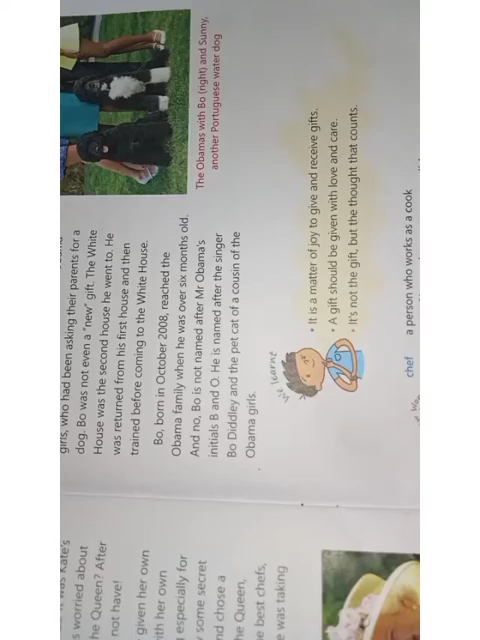 The Obamas with Bo (right) and Sunny,
another Portuguese water dog
girls, who had been asking their parents for a
dog. Bo was not even a "new" gift. The White
House was the second house he went to. He
was returned from his first house and then
trained before coming to the White House.
Bo, born in October 2008, reached the
Obama family when he was over six months old.
And no, Bo is not named after Mr Obama's
initials B and O. He is named after the singer
Bo Diddley and the pet cat of a cousin of the
Obama girls.
We learnt
• It is a matter of joy to give and receive gifts.
• A gift should be given with love and care.
• It's not the gift, but the thought that counts.
chef a person who works as a cook
was Kate's
s worried about
he Queen? After
not have!
given her own
ith her own
especially for
y some secret
nd chose a
he Queen,
e best chefs,
e was taking